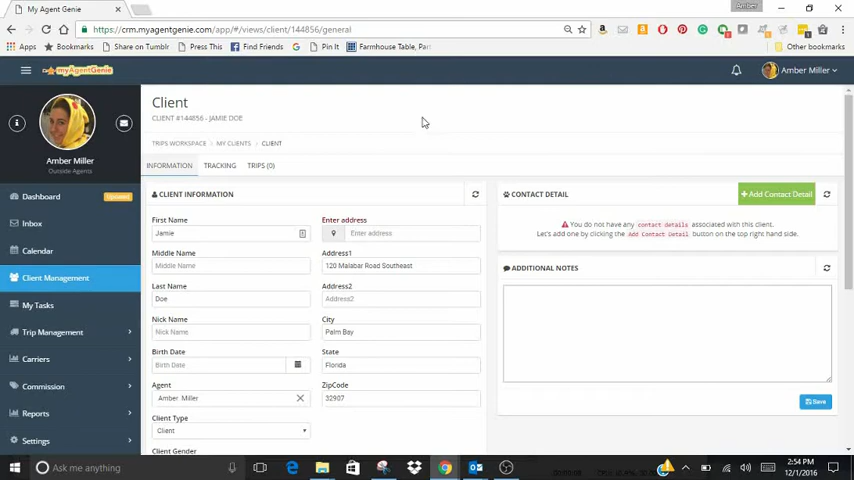 My Agent Genie
Amber
https://crm.myagentgenie.com/app/#/views/client/144856/general
Apps
Bookmarks
Share on Tumblr
Press This
Find Friends
Pin It
Farmhouse Table, Par
Other bookmarks
myAgentGenie
Amber Miller
Amber Miller
Outside Agents
Dashboard
Updated
Inbox
Calendar
Client Management
My Tasks
Trip Management
Carriers
Commission
Reports
Settings
Client
CLIENT #144856 - JAMIE DOE
TRIPS WORKSPACE MY CLIENTS CLIENT
INFORMATION TRACKING TRIPS (0)
CLIENT INFORMATION
First Name
Jamie
Middle Name
Middle Name
Last Name
Doe
Nick Name
Nick Name
Birth Date
Birth Date
Agent
Amber Miller
Client Type
Client
Client Gender
Enter address
Enter address
Address1
120 Malabar Road Southeast
Address2
Address2
City
Palm Bay
State
Florida
ZipCode
32907
CONTACT DETAIL
+ Add Contact Detail
You do not have any contact details associated with this client.
Let's add one by clicking the Add Contact Detail button on the top right hand side.
ADDITIONAL NOTES
Save
Ask me anything
2:54 PM
12/1/2016